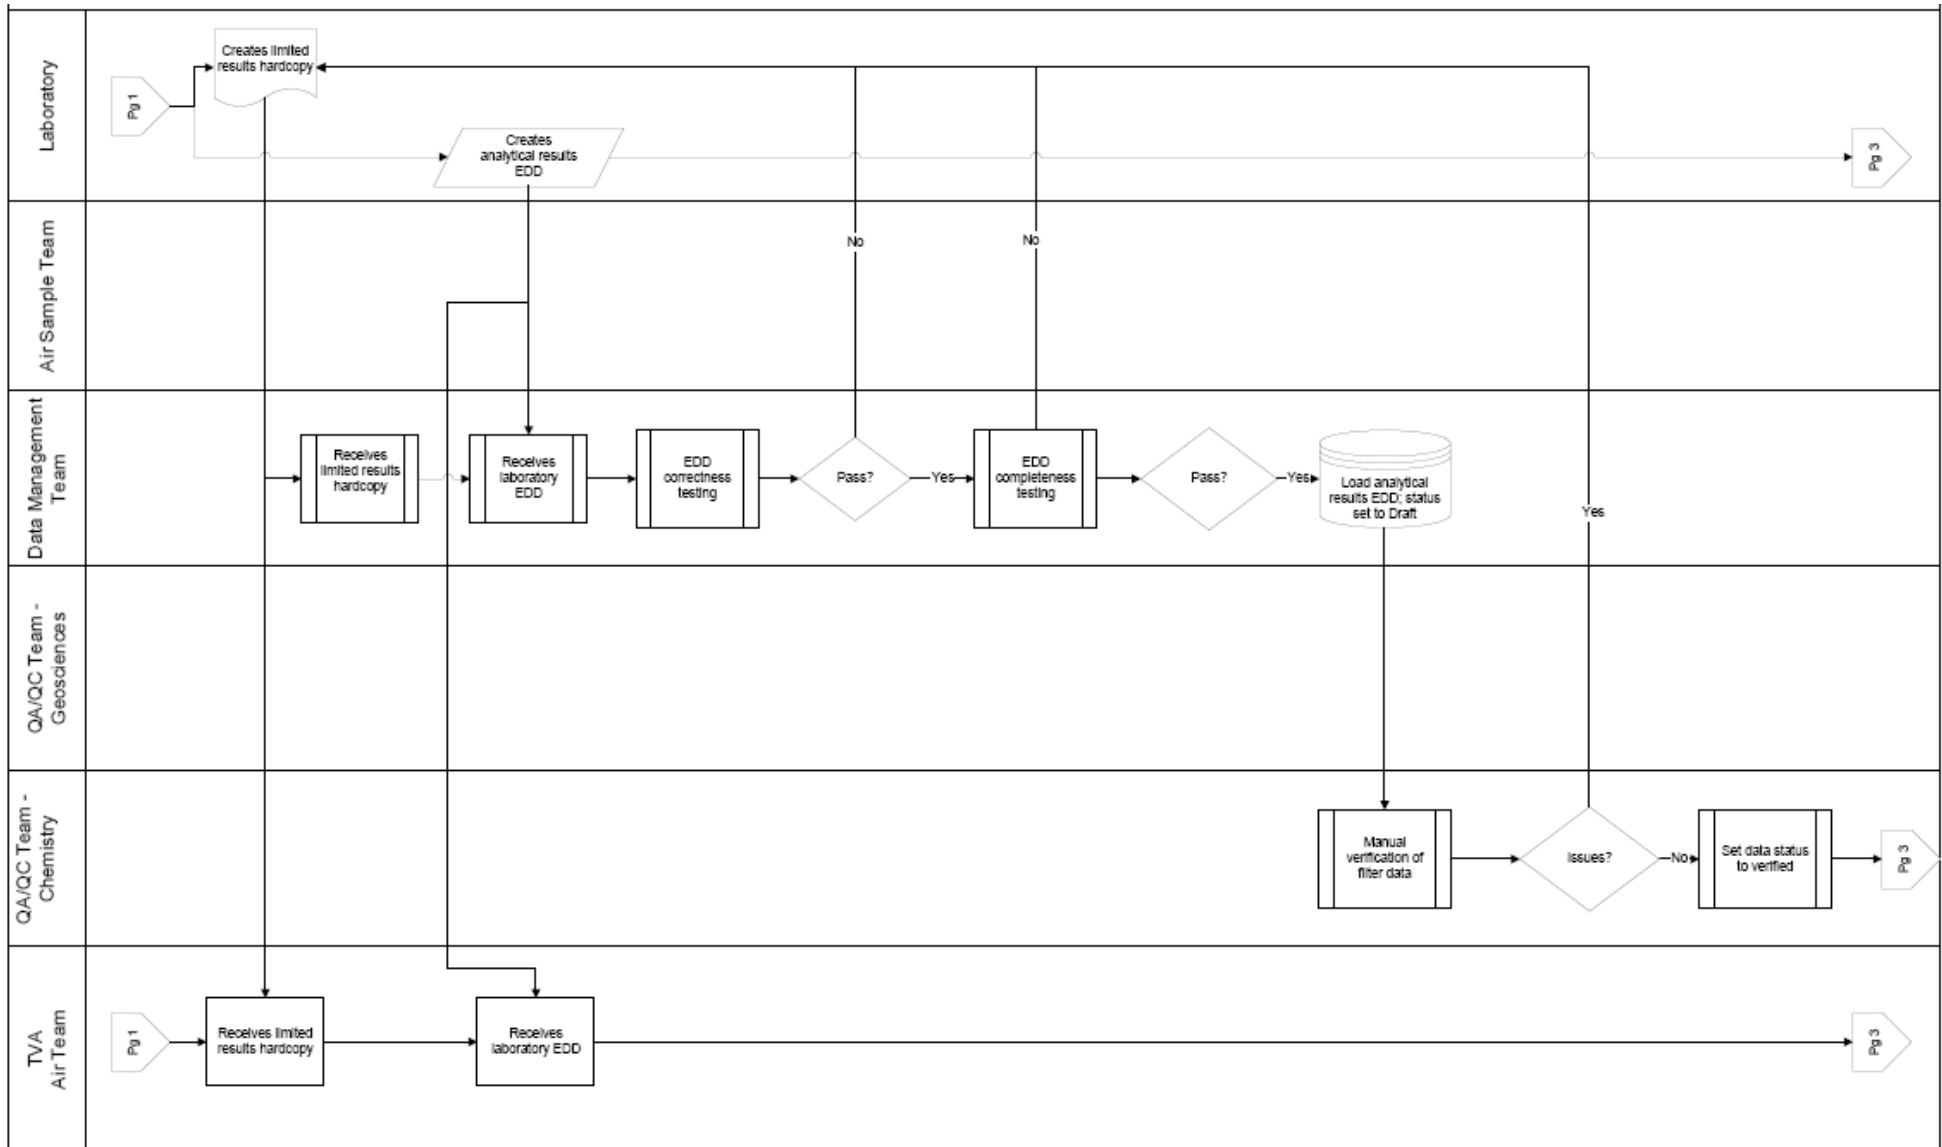 Laboratory
Pg 1
Creates limited
results hardcopy
Creates
analytical results
EDD
Pg 3
Air Sample Team
No
No
Data Management
Team
Receives
limited results
hardcopy
Receives
laboratory
EDD
EDD
correctness
testing
Pass?
Yes
EDD
completeness
testing
Pass?
Yes
Load analytical
results EDD; status
set to Draft
Yes
QA/QC Team -
Geosciences
QA/QC Team -
Chemistry
Manual
verification of
filter data
Issues?
No
Set data status
to verified
Pg 3
TVA
Air Team
Pg 1
Receives limited
results hardcopy
Receives
laboratory EDD
Pg 3